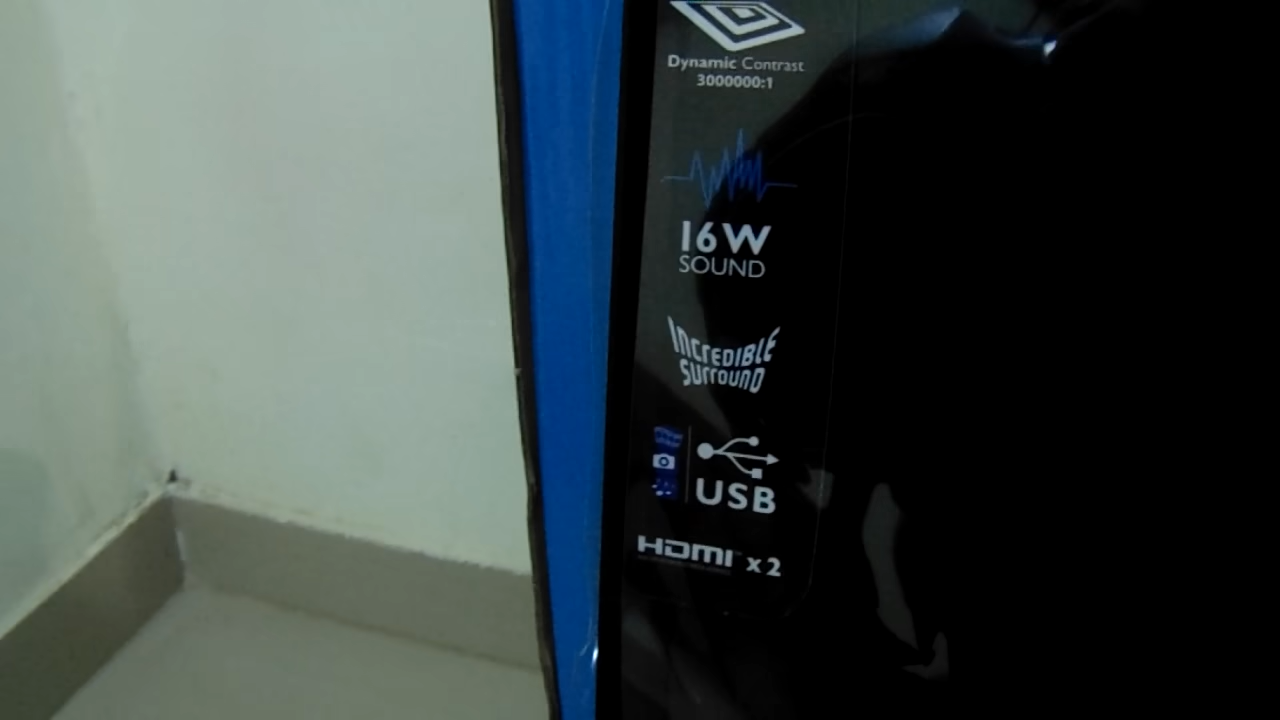 Dynamic Contrast
3000000:1
16W
SOUND
INCREDIBLE
SURROUND
USB
HDMI x2